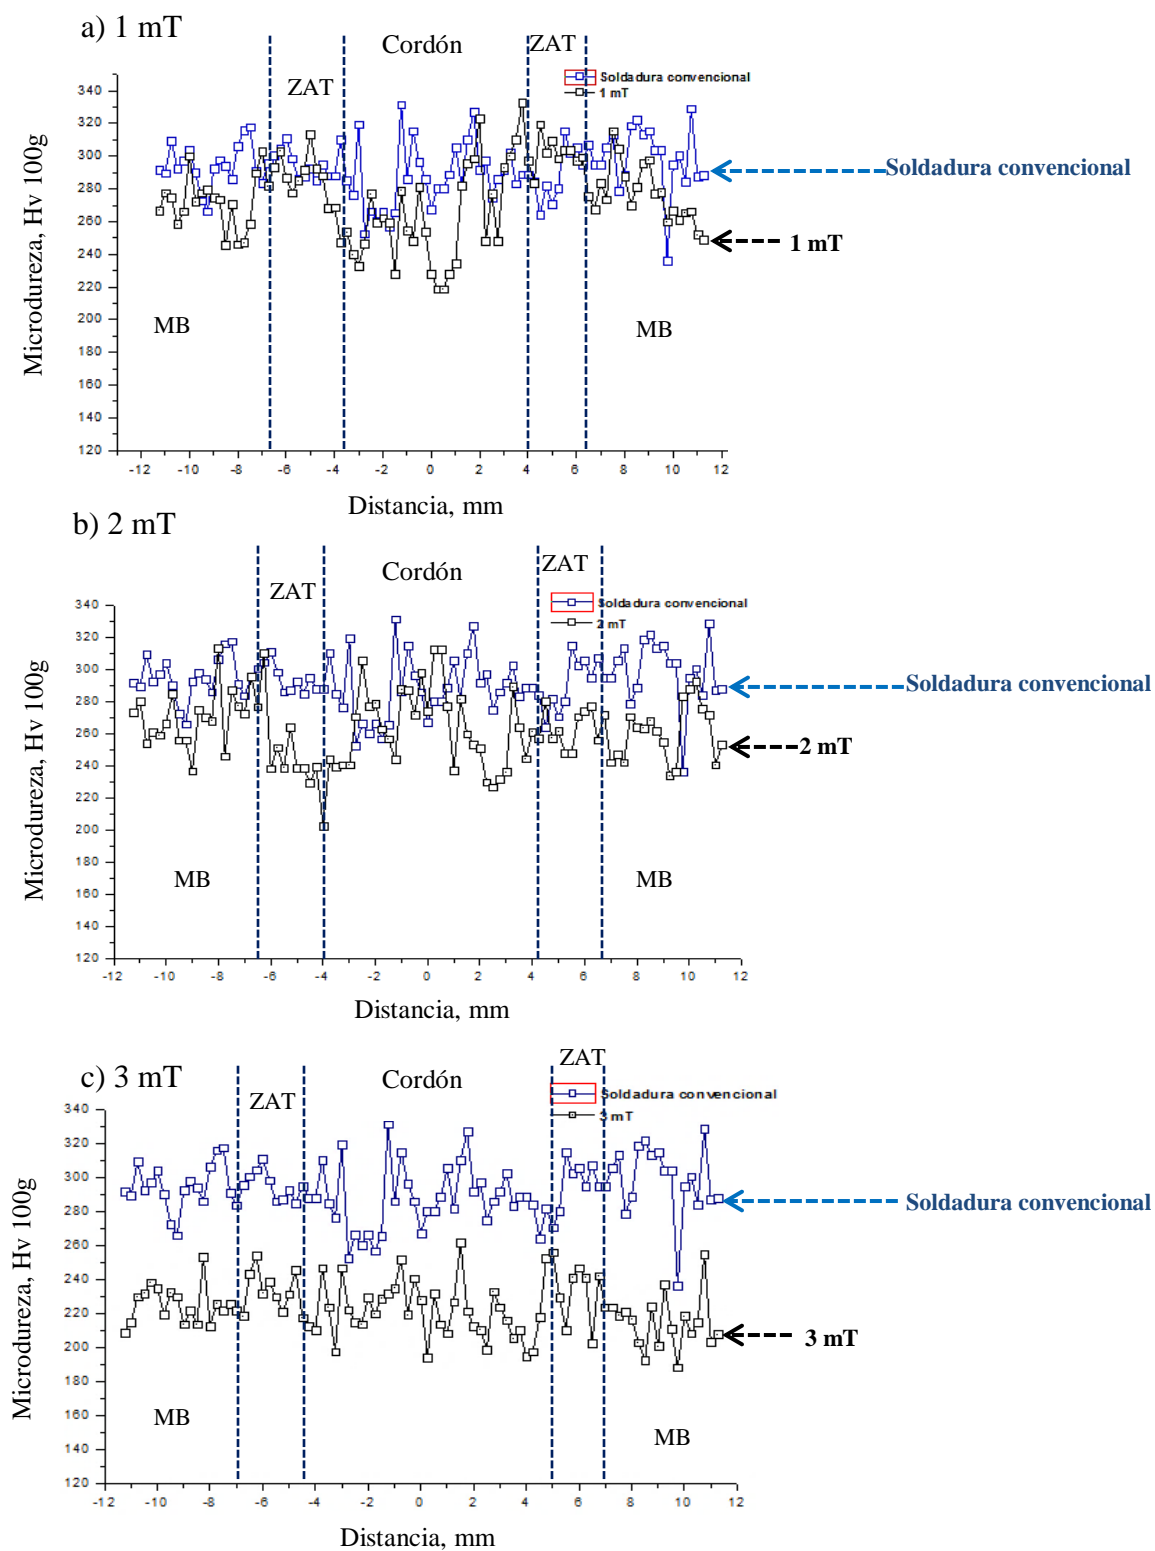 a) 1 mT
ZAT
Cordón
ZAT
Soldadura convencional
1 mT
Microdureza, Hv 100g
340
320
300
280
260
240
220
200
180
160
140
120
Soldadura convencional
1 mT
MB
MB
-12 -10 -8 -6 -4 -2 0 2 4 6 8 10 12
Distancia, mm
b) 2 mT
ZAT
Cordón
ZAT
Soldadura convencional
2 mT
Microdureza, Hv 100g
340
320
300
280
260
240
220
200
180
160
140
120
Soldadura convencional
2 mT
MB
MB
-12 -10 -8 -6 -4 -2 0 2 4 6 8 10 12
Distancia, mm
c) 3 mT
ZAT
Cordón
ZAT
Soldadura convencional
3 mT
Microdureza, Hv 100g
340
320
300
280
260
240
220
200
180
160
140
120
Soldadura convencional
3 mT
MB
MB
-12 -10 -8 -6 -4 -2 0 2 4 6 8 10 12
Distancia, mm